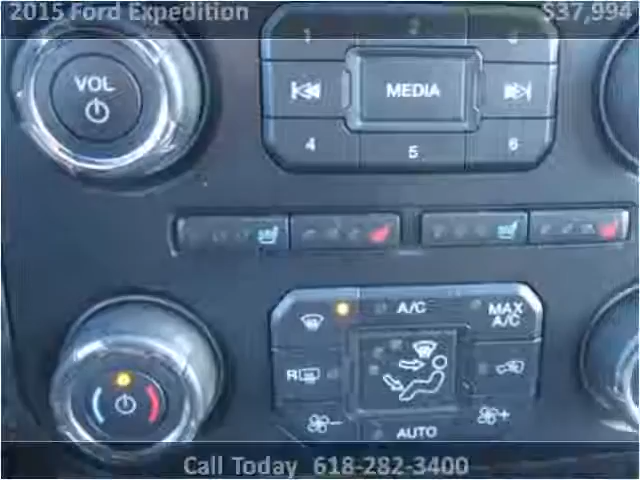 2015 Ford Expedition $37,994
1 2 3
VOL
MEDIA
4 5 6
A/C
MAX A/C
R
AUTO
Call Today 618-282-3400